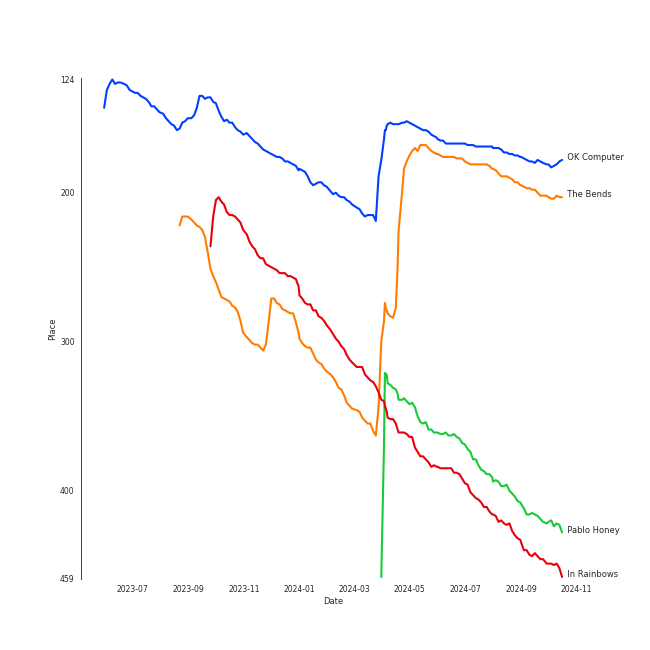 124
200
300
400
459
Place
OK Computer
The Bends
Pablo Honey
In Rainbows
2023-07
2023-09
2023-11
2024-01
2024-03
2024-05
2024-07
2024-09
2024-11
Date